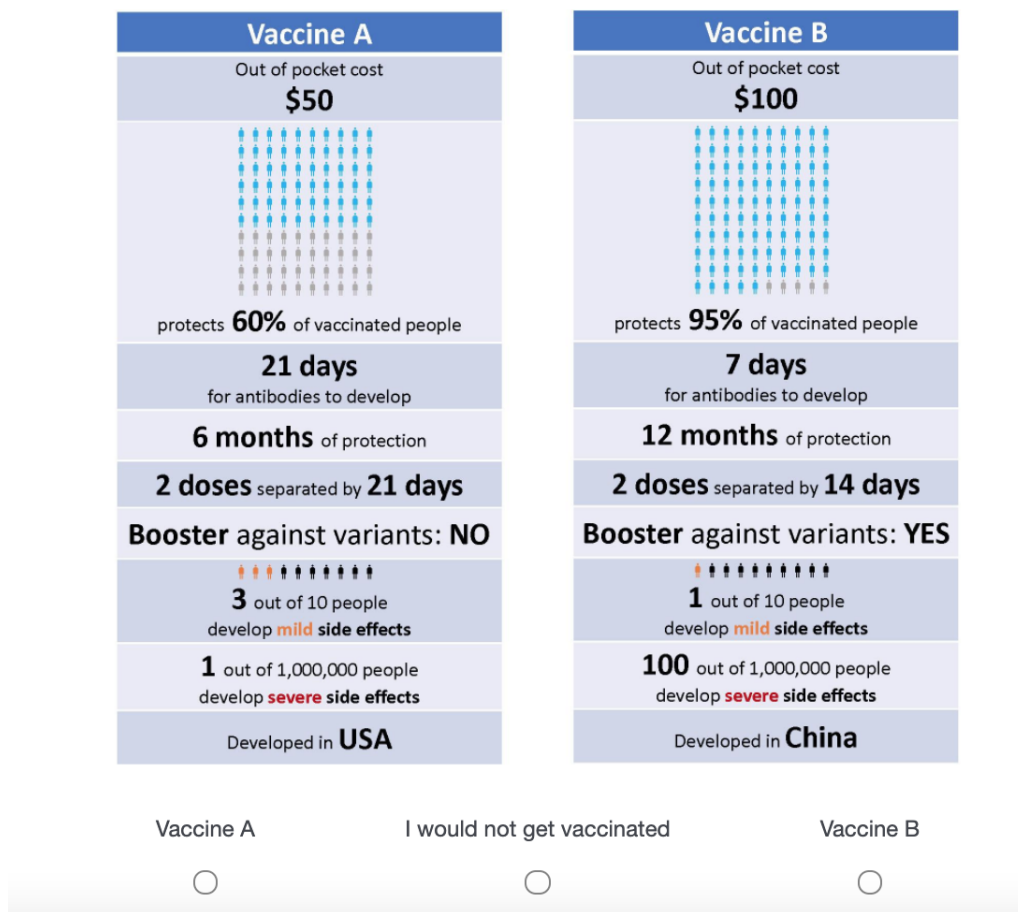 Vaccine A
Out of pocket cost
$50
protects 60% of vaccinated people
21 days
for antibodies to develop
6 months of protection
2 doses separated by 21 days
Booster against variants: NO
3 out of 10 people
develop mild side effects
1 out of 1,000,000 people
develop severe side effects
Developed in USA
Vaccine B
Out of pocket cost
$100
protects 95% of vaccinated people
7 days
for antibodies to develop
12 months of protection
2 doses separated by 14 days
Booster against variants: YES
1 out of 10 people
develop mild side effects
100 out of 1,000,000 people
develop severe side effects
Developed in China
Vaccine A
I would not get vaccinated
Vaccine B